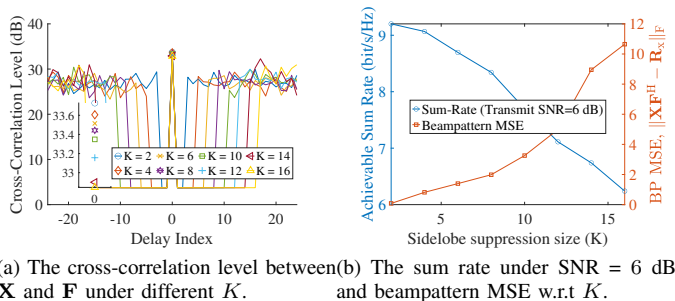 40
30
20
10
0
Cross-Correlation Level (dB)
33.6
33.4
33.2
33
0
K = 2
K = 6
K = 10
K = 14
K = 4
K = 8
K = 12
K = 16
-20
-10
0
10
20
Delay Index
9
8
7
6
Achievable Sum Rate (bit/s/Hz)
Sum-Rate (Transmit SNR=6 dB)
Beampattern MSE
12
10
8
6
4
2
0
BP MSE, ||XF^H − R_x||_F
5
10
15
Sidelobe suppression size (K)
(a) The cross-correlation level between
X and F under different K.
(b) The sum rate under SNR = 6 dB
and beampattern MSE w.r.t K.